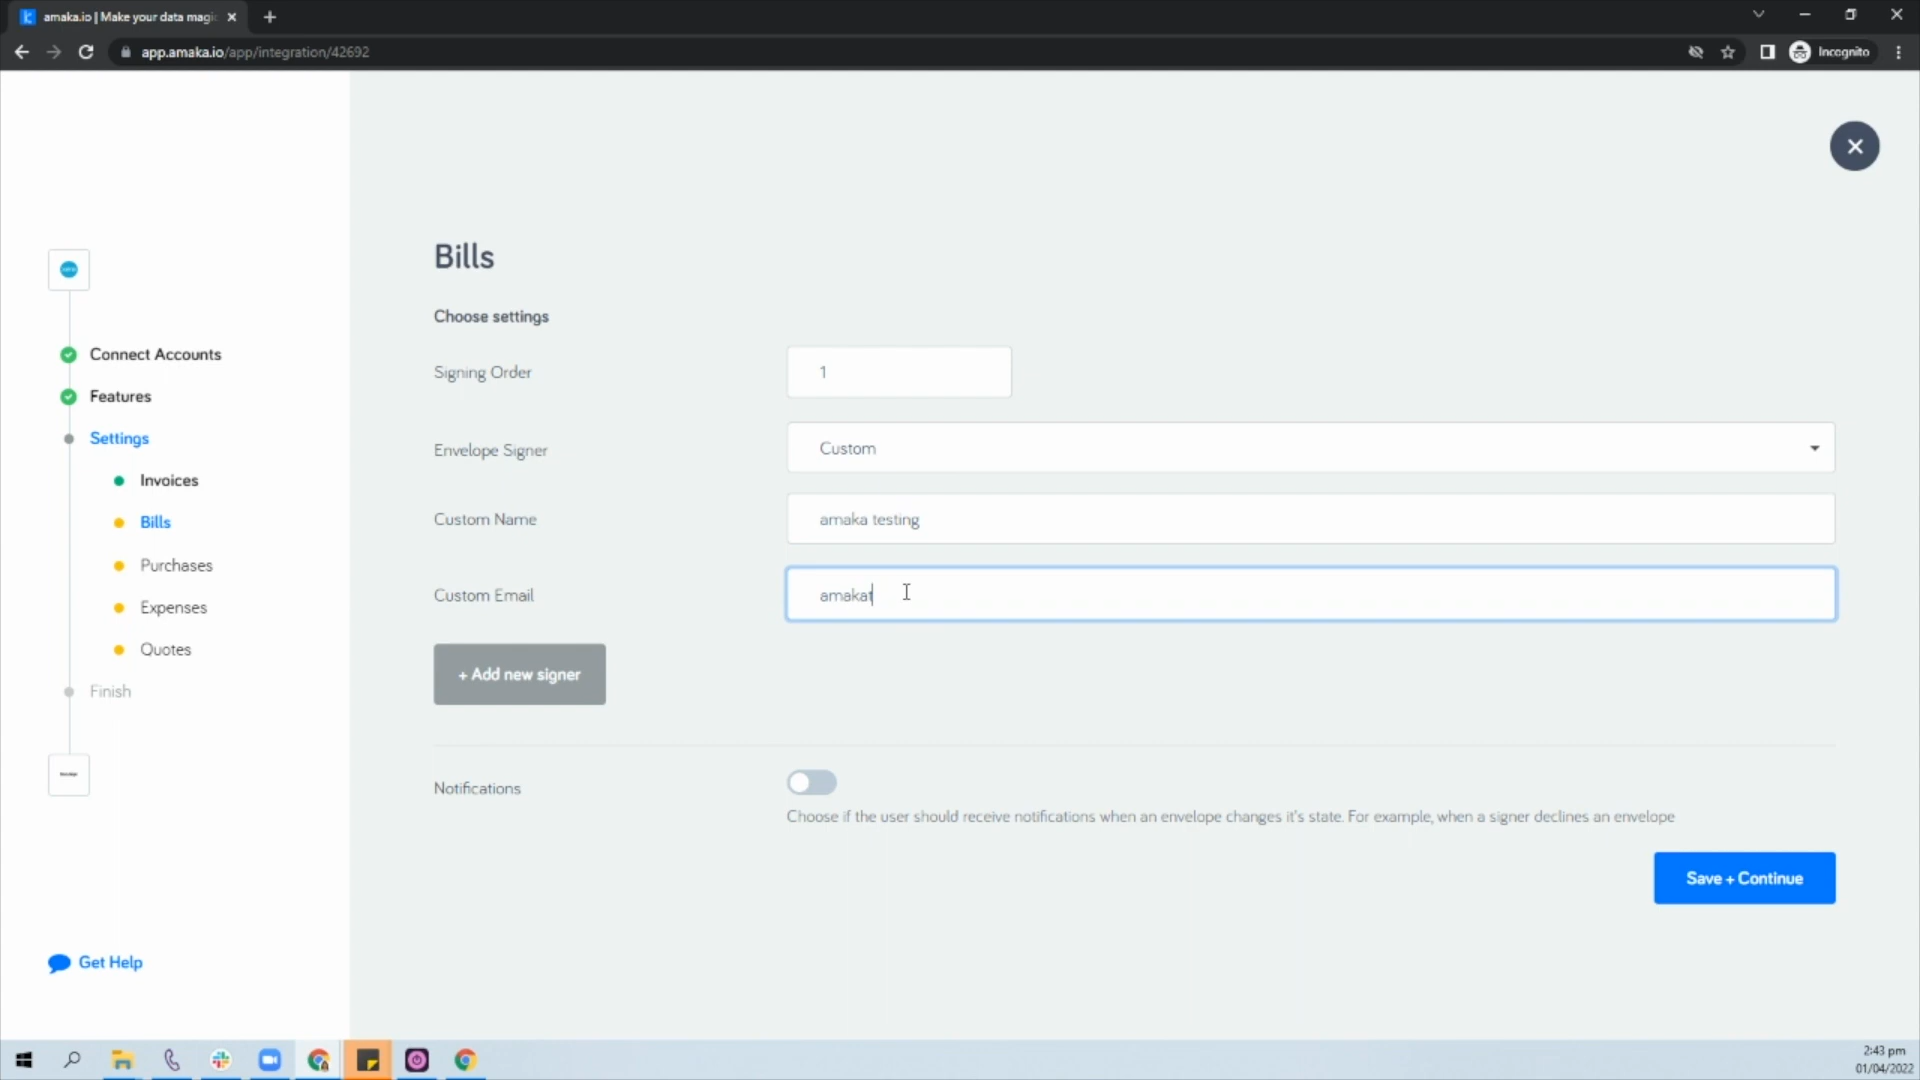 amaka.io | Make your data magic
app.amaka.io/app/integration/42692
Incognito
Bills
Choose settings
Signing Order
1
Envelope Signer
Custom
Custom Name
amaka testing
Custom Email
amakat
+ Add new signer
Notifications
Choose if the user should receive notifications when an envelope changes it's state. For example, when a signer declines an envelope
Save + Continue
Connect Accounts
Features
Settings
Invoices
Bills
Purchases
Expenses
Quotes
Finish
Get Help
2:43 pm
01/04/2022